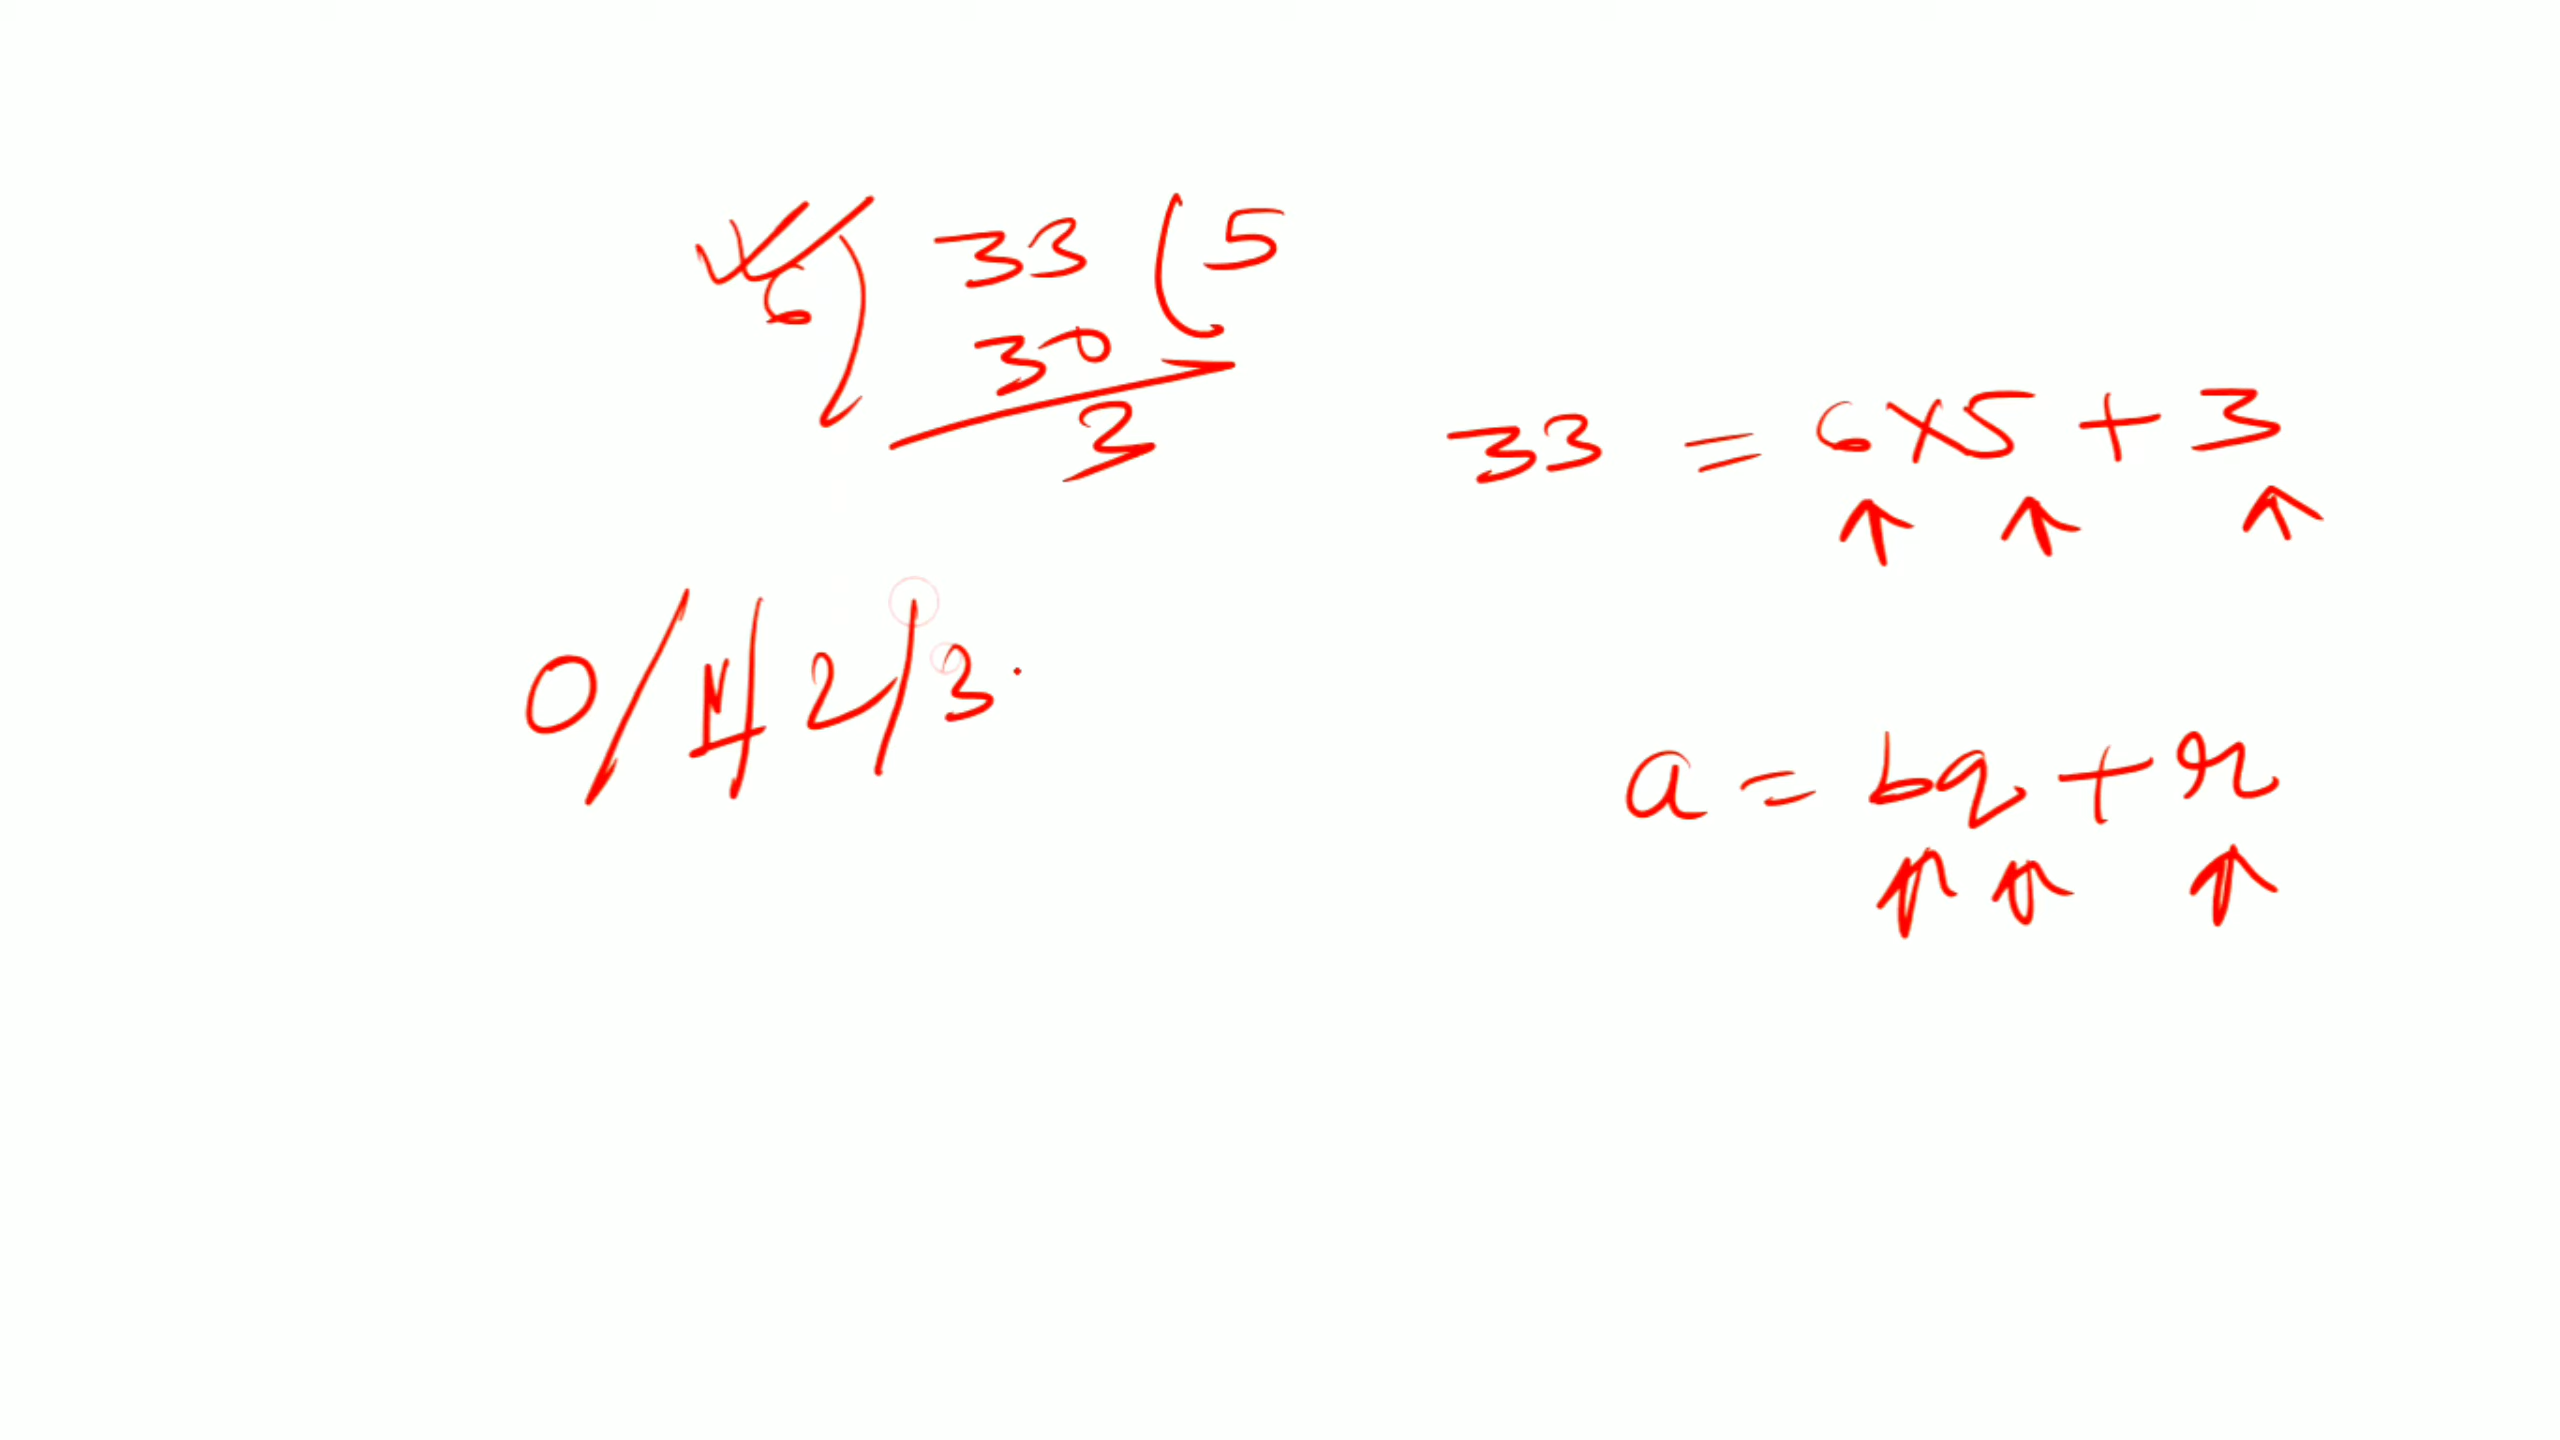 6) 33 (5
30
3
33 = 6×5 + 3
0/1/2/3
a = bq + r